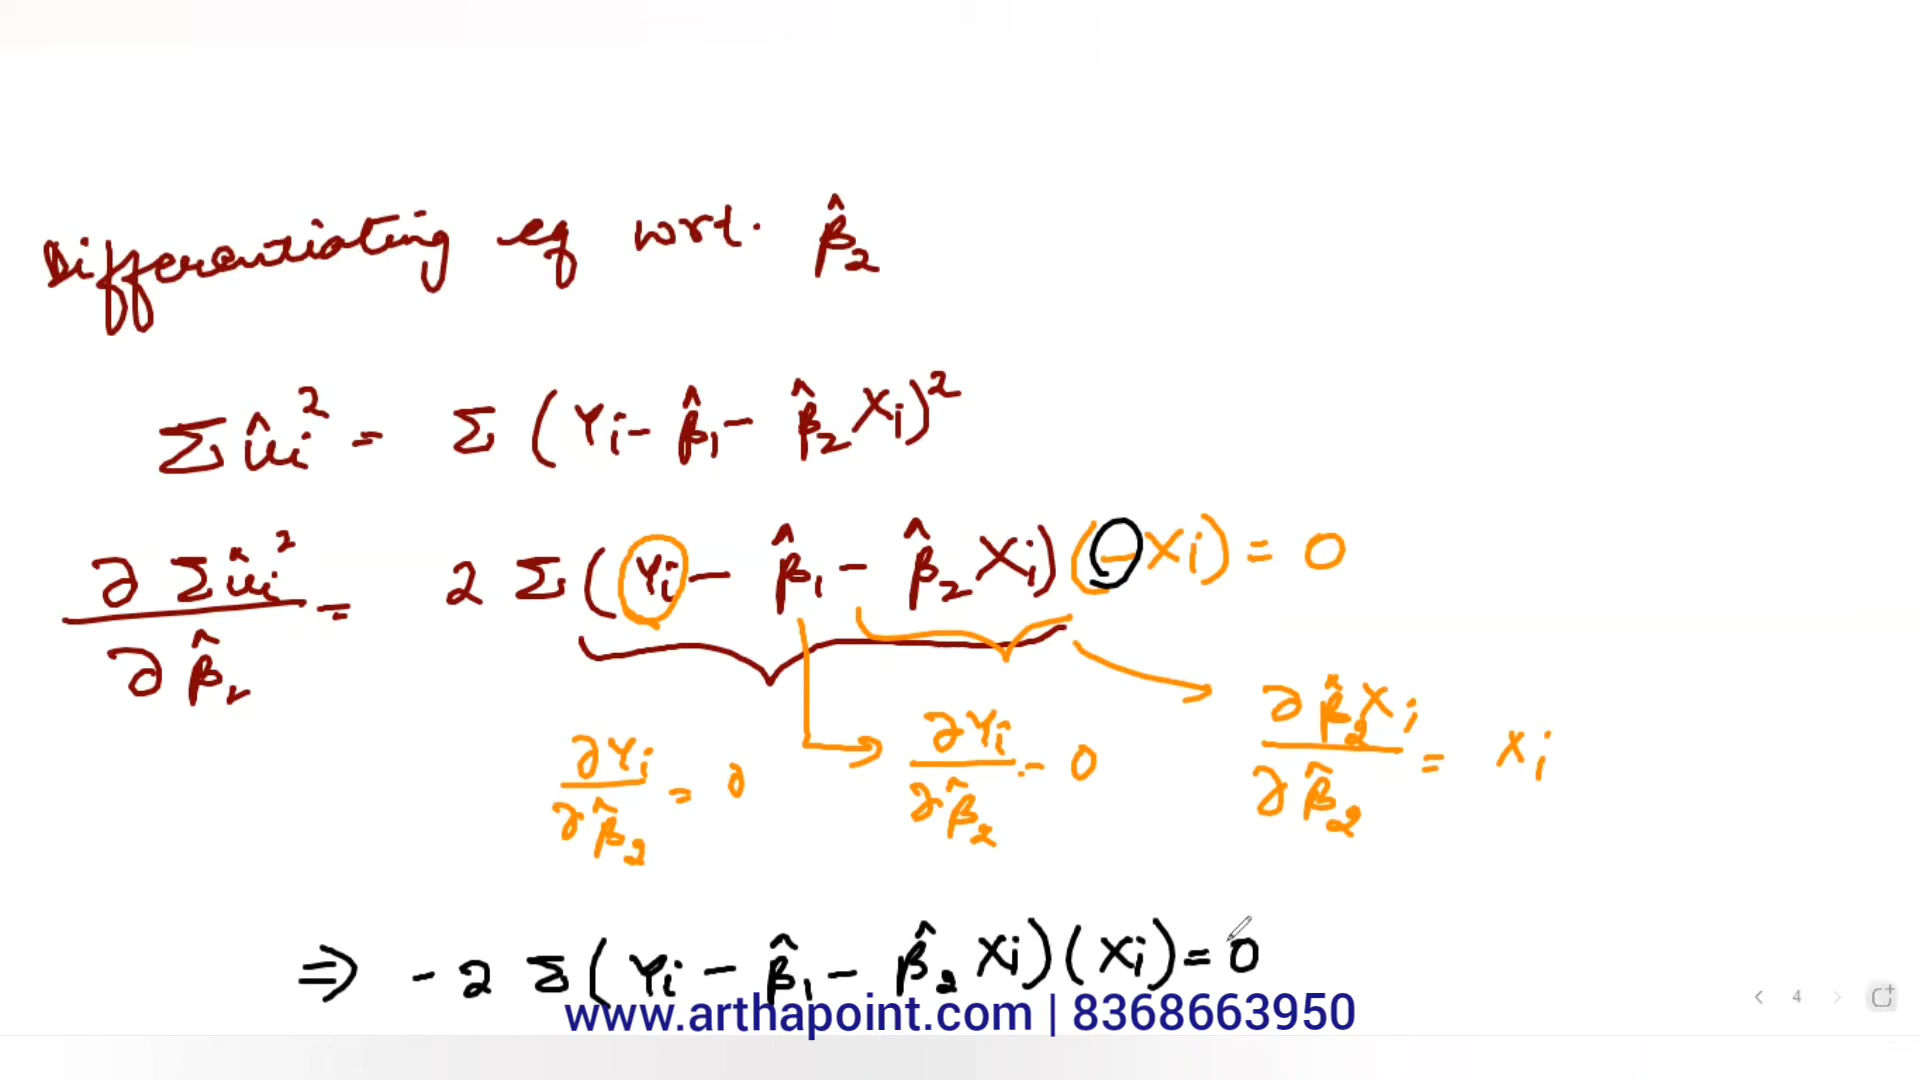 Differentiating eq wrt. β̂₂
Σûᵢ² = Σ(Yᵢ - β̂₁ - β̂₂Xᵢ)²
∂Σûᵢ²/∂β̂₂ = 2Σ(Yᵢ - β̂₁ - β̂₂Xᵢ)(-Xᵢ) = 0
∂Yᵢ/∂β̂₂ = 0 ∂Yᵢ/∂β̂₂ = 0 ∂β̂₂Xᵢ/∂β̂₂ = Xᵢ
⇒ -2Σ(Yᵢ - β̂₁ - β̂₂Xᵢ)(Xᵢ) = 0
www.arthapoint.com | 8368663950
< 4 >